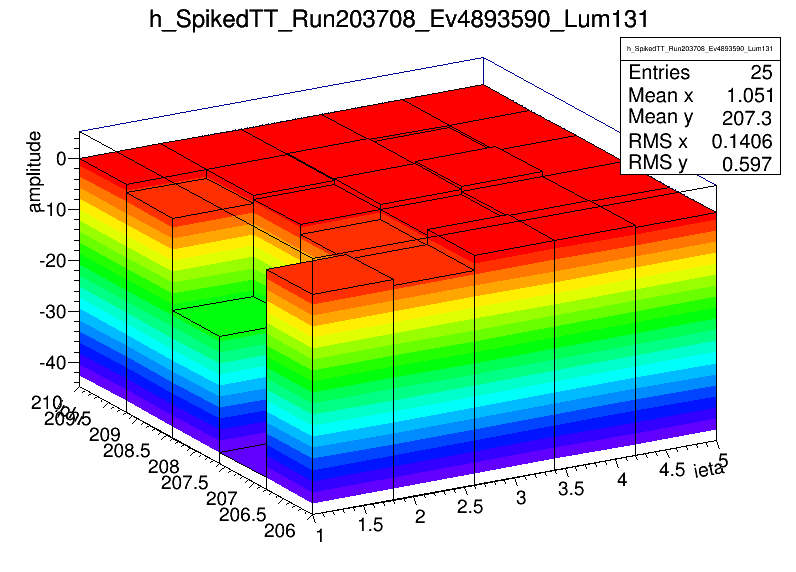 h_SpikedTT_Run203708_Ev4893590_Lum131
h_SpikedTT_Run203708_Ev4893590_Lum131
Entries 25
Mean x 1.051
Mean y 207.3
RMS x 0.1406
RMS y 0.597
amplitude
0
-10
-20
-30
-40
210
209.5
209
208.5
208
207.5
207
206.5
206
1
1.5
2
2.5
3
3.5
4
4.5
5
ieta